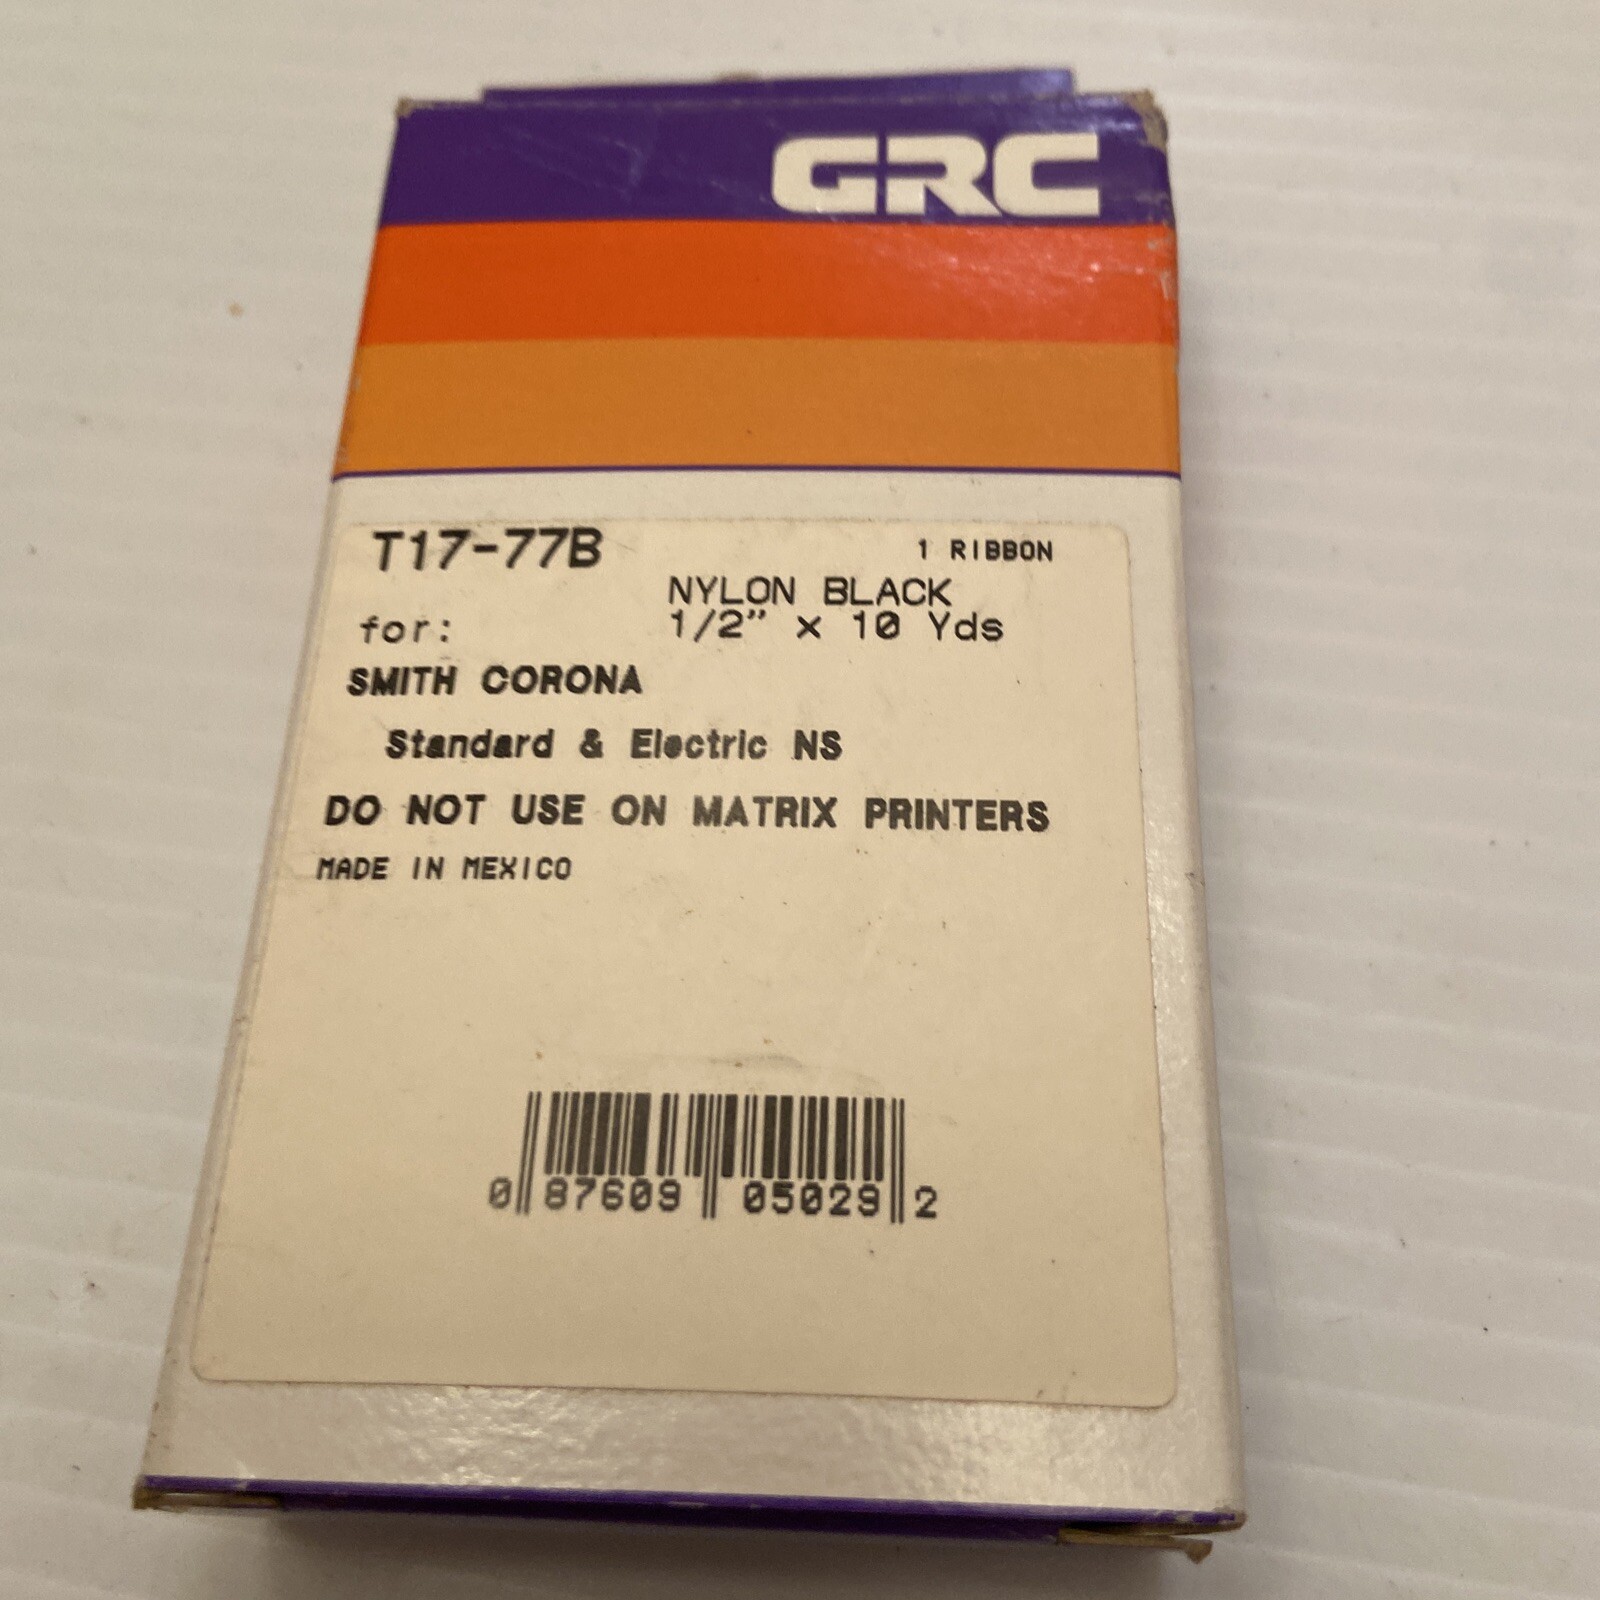 GRC
T17-77B 1 RIBBON
NYLON BLACK
for: 1/2" x 10 Yds
SMITH CORONA
Standard & Electric NS
DO NOT USE ON MATRIX PRINTERS
MADE IN MEXICO
0 87609 05029 2